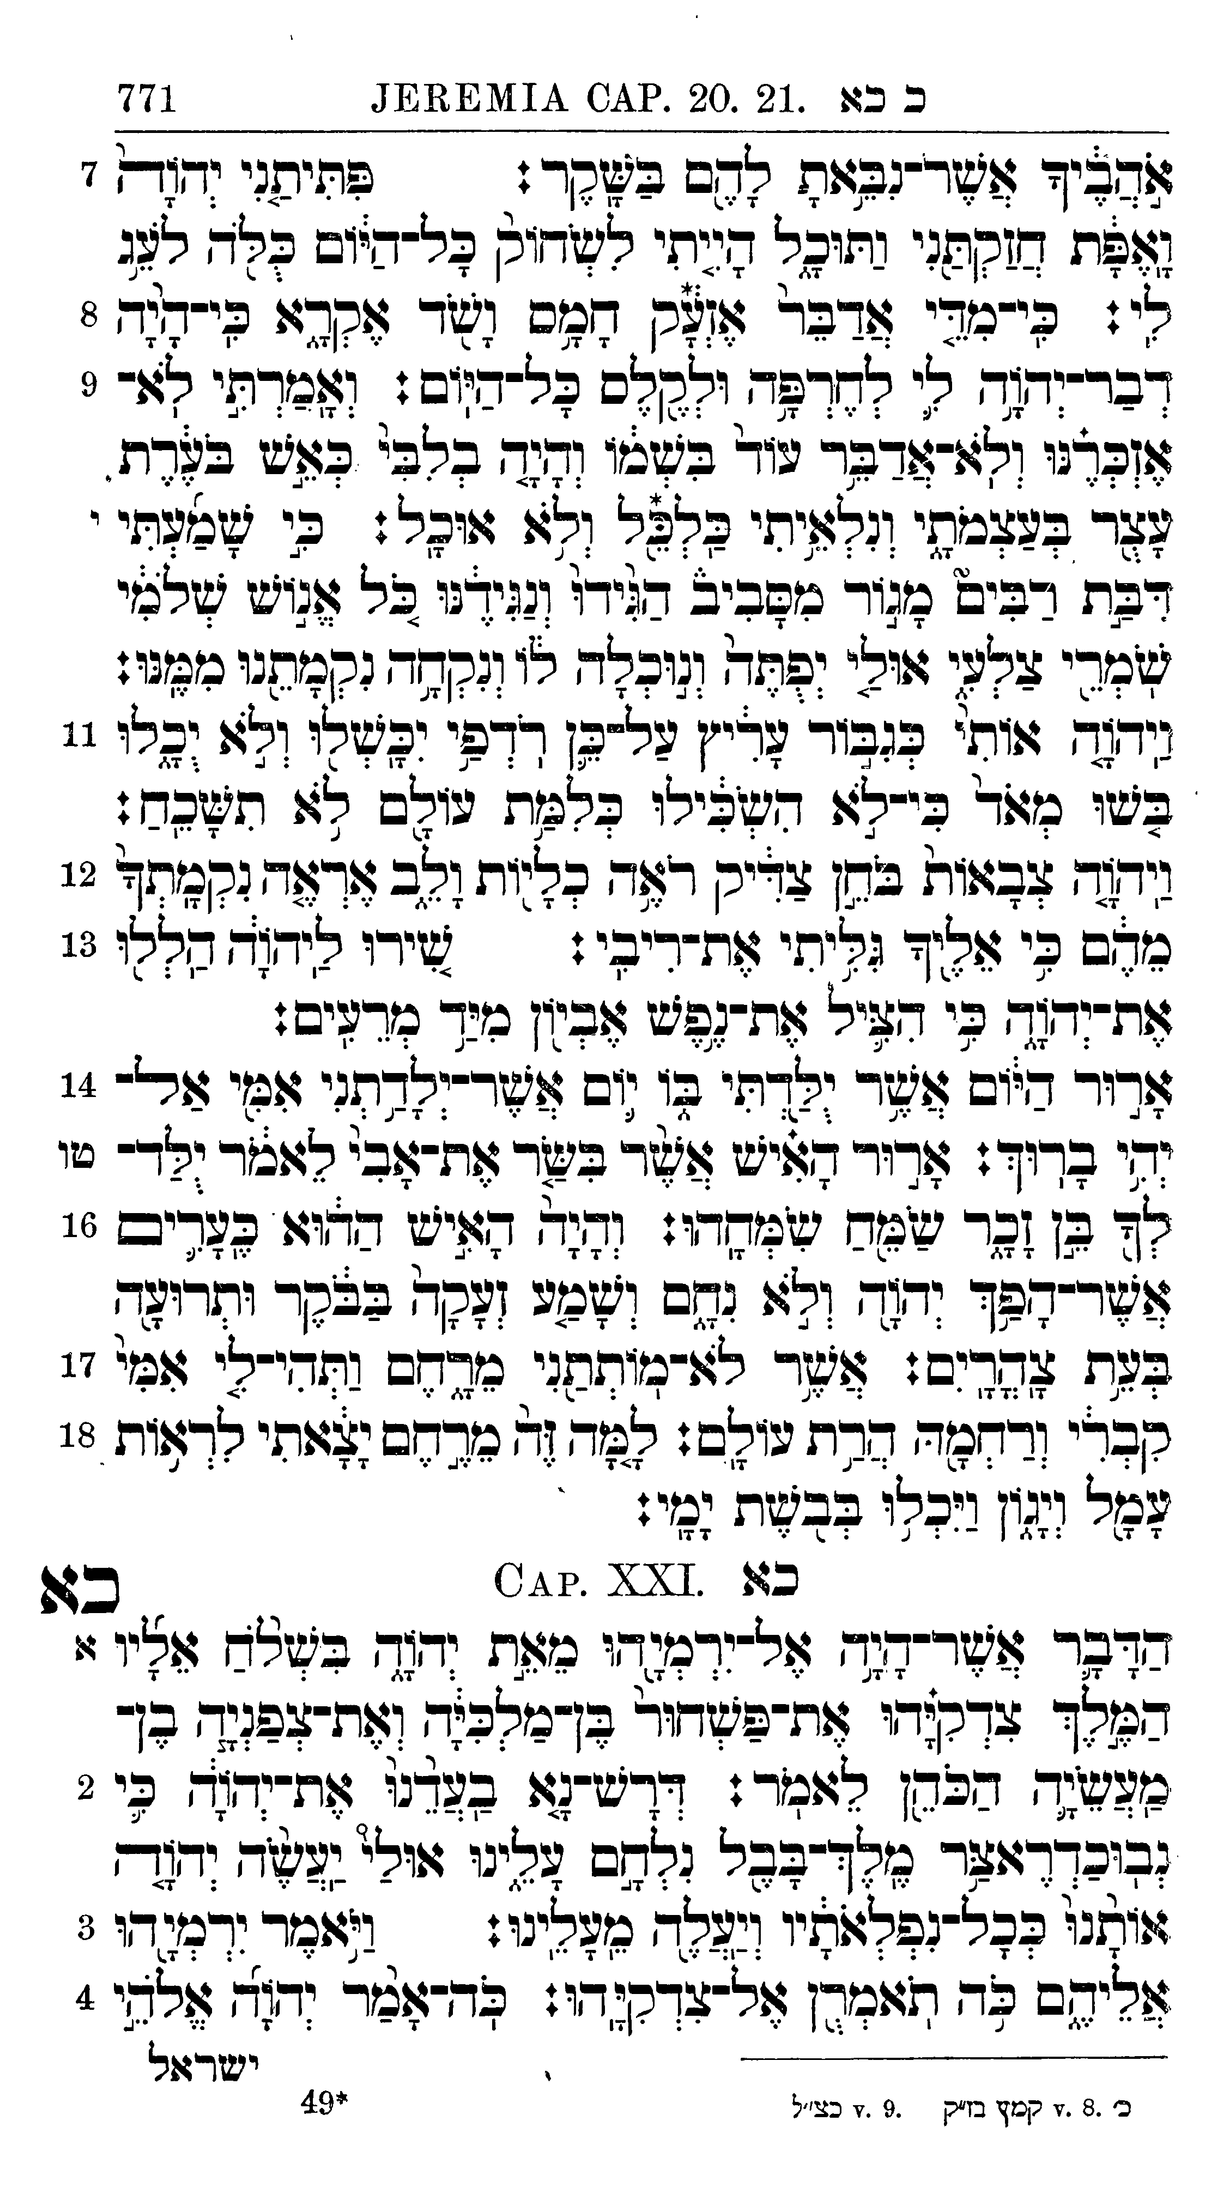 771 JEREMIA CAP. 20. 21. כ כא
אֹ֣הֲבֶ֔יךָ אֲשֶׁר־נִבֵּ֥אתָ לָהֶ֖ם בַּשָּֽׁקֶר׃ פִּתִּיתַ֤נִי יְהוָֹה֙ 7
וָֽאֶפָּ֔ת חֲזַקְתַּ֖נִי וַתּוּכָ֑ל הָיִ֤יתִי לִשְׂחוֹק֙ כָּל־הַיּ֔וֹם כֻּלֹּ֖ה לֹעֵ֥ג
לִֽי׃ כִּֽי־מִדֵּ֤י אֲדַבֵּר֙ אֶזְעָ֔ק* חָמָ֥ס וָשֹׁ֖ד אֶקְרָ֑א כִּֽי־הָיָ֨ה 8
דְבַר־יְהוָֹ֥ה לִ֛י לְחֶרְפָּ֥ה וּלְקֶ֖לֶס כָּל־הַיּֽוֹם׃ וְאָֽמַרְתִּ֣י לֹֽא־ 9
אֶזְכְּרֶ֗נּוּ וְלֹֽא־אֲדַבֵּ֥ר עוֹד֙ בִּשְׁמ֔וֹ וְהָיָ֤ה בְלִבִּי֙ כְּאֵ֣שׁ בֹּעֶ֔רֶת
עָצֻ֖ר בְּעַצְמֹתָ֑י וְנִלְאֵ֥יתִי כַּֽלְכֵּ֖ל* וְלֹ֥א אוּכָֽל׃ כִּ֣י שָׁמַ֜עְתִּי י
דִּבַּ֣ת רַבִּים֮ מָג֣וֹר מִסָּבִיב֒ הַגִּ֙ידוּ֙ וְנַגִּידֶ֔נּוּ כֹּ֚ל אֱנ֣וֹשׁ שְׁלֹמִ֔י
שֹׁמְרֵ֖י צַלְעִ֑י אוּלַ֤י יְפֻתֶּה֙ וְנ֣וּכְלָה ל֔וֹ וְנִקְחָ֥ה נִקְמָתֵ֖נוּ מִמֶּֽנּוּ׃
וַֽיהוָֹ֤ה אוֹתִי֙ כְּגִבּ֣וֹר עָרִ֔יץ עַל־כֵּ֛ן רֹֽדְפַ֥י יִכָּֽשְׁל֖וּ וְלֹ֣א יֻכָ֑לוּ 11
בֹּ֤שׁוּ מְאֹד֙ כִּי־לֹ֣א הִשְׂכִּ֔ילוּ כְּלִמַּ֥ת עוֹלָ֖ם לֹ֥א תִשָּׁכֵֽחַ׃
וַֽיהוָֹ֤ה צְבָאוֹת֙ בֹּחֵ֣ן צַדִּ֔יק רֹאֶ֥ה כְלָי֖וֹת וָלֵ֑ב אֶרְאֶ֤ה נִקְמָֽתְךָ֙ 12
מֵהֶ֔ם כִּ֥י אֵלֶ֖יךָ גִּלִּ֥יתִי אֶת־רִיבִֽי׃ שִׁ֚ירוּ לַֽיהוָֹ֔ה הַֽלְל֖וּ 13
אֶת־יְהוָֹ֑ה כִּ֥י הִצִּ֛יל אֶת־נֶ֥פֶשׁ אֶבְי֖וֹן מִיַּ֥ד מְרֵעִֽים׃
אָר֣וּר הַיּ֔וֹם אֲשֶׁ֥ר יֻלַּ֖דְתִּי בּ֑וֹ י֛וֹם אֲשֶׁר־יְלָדַ֥תְנִי אִמִּ֖י אַל־ 14
יְהִ֥י בָרֽוּךְ׃ אָר֣וּר הָאִ֗ישׁ אֲשֶׁ֨ר בִּשַּׂ֤ר אֶת־אָבִי֙ לֵאמֹ֔ר יֻלַּד־ טו
לְךָ֖ בֵּ֣ן זָכָ֑ר שַׂמֵּ֖חַ שִׂמְּחָֽהוּ׃ וְהָיָה֙ הָאִ֣ישׁ הַה֔וּא כֶּֽעָרִ֛ים 16
אֲשֶׁר־הָפַ֥ךְ יְהוָֹ֖ה וְלֹ֣א נִחָ֑ם וְשָׁמַ֤ע זְעָקָה֙ בַּבֹּ֔קֶר וּתְרוּעָ֖ה
בְּעֵ֥ת צָֽהֳרָֽיִם׃ אֲשֶׁ֥ר לֹא־מֽוֹתְתַ֖נִי מֵרָ֑חֶם וַתְּהִי־לִ֤י אִמִּי֙ 17
קִבְרִ֔י וְרַחְמָ֖הּ הֲרַ֥ת עוֹלָֽם׃ לָ֤מָּה זֶּה֙ מֵרֶ֣חֶם יָצָ֔אתִי לִרְא֥וֹת 18
עָמָ֖ל וְיָג֑וֹן וַיִּכְל֥וּ בְּבֹ֖שֶׁת יָמָֽי׃
כא CAP. XXI. כא
הַדָּבָ֛ר אֲשֶׁר־הָיָ֥ה אֶל־יִרְמְיָ֖הוּ מֵאֵ֣ת יְהוָֹ֑ה בִּשְׁלֹ֨חַ אֵלָ֜יו א
הַמֶּ֣לֶךְ צִדְקִיָּ֗הוּ אֶת־פַּשְׁחוּר֙ בֶּן־מַלְכִּיָּ֔ה וְאֶת־צְפַנְיָ֧ה בֶן־
מַֽעֲשֵׂיָ֛ה הַכֹּהֵ֖ן לֵאמֹֽר׃ דְּרָשׁ־נָ֤א בַֽעֲדֵ֙נוּ֙ אֶת־יְהוָֹ֔ה כִּ֛י 2
נְבֽוּכַדְרֶאצַּ֥ר מֶֽלֶךְ־בָּבֶ֖ל נִלְחָ֣ם עָלֵ֑ינוּ אוּלַי֩ יַֽעֲשֶׂ֨ה יְהוָֹ֤ה
אוֹתָ֙נוּ֙ כְּכָל־נִפְלְאֹתָ֔יו וְיַֽעֲלֶ֖ה מֵֽעָלֵֽינוּ׃ וַיֹּ֥אמֶר יִרְמְיָ֖הוּ 3
אֲלֵיהֶ֑ם כֹּ֥ה תֹֽאמְרֻ֖ן אֶל־צִדְקִיָּֽהוּ׃ כֹּֽה־אָמַ֨ר יְהוָֹ֜ה אֱלֹהֵ֣י 4
ישראל
כ׳ v. 8. קמץ בז״ק v. 9. כצ״ל
49*